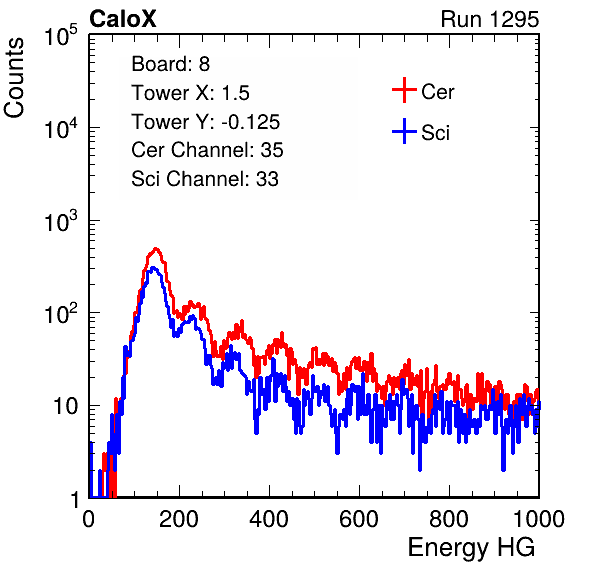 CaloX Run 1295
Counts
10^5
10^4
10^3
10^2
10
1
Board: 8
Tower X: 1.5
Tower Y: -0.125
Cer Channel: 35
Sci Channel: 33
Cer
Sci
0 200 400 600 800 1000
Energy HG